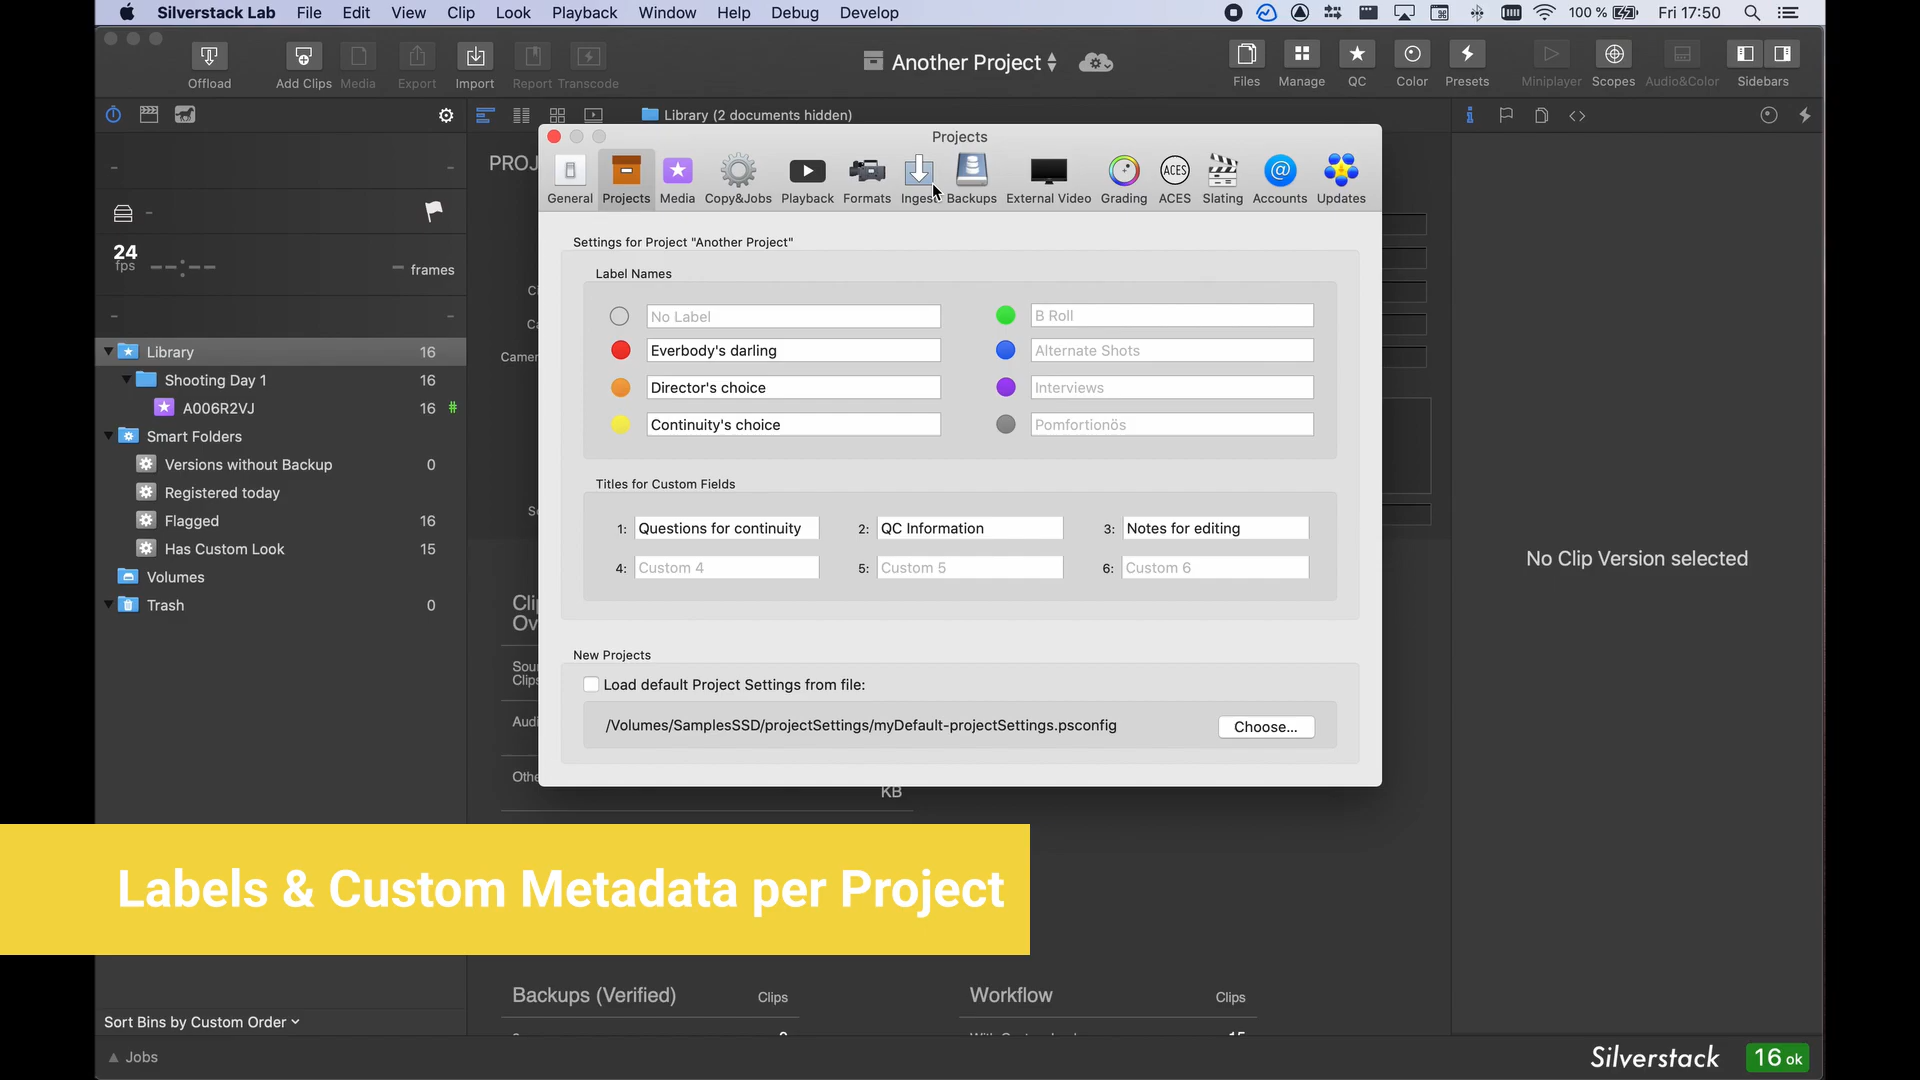 Silverstack Lab File Edit View Clip Look Playback Window Help Debug Develop 100 % Fri 17:50
Offload Add Clips Media Export Import Report Transcode
Another Project
Files Manage QC Color Presets Miniplayer Scopes Audio&Color Sidebars
Library (2 documents hidden)
Projects
PROJ
General Projects Media Copy&Jobs Playback Formats Ingest Backups External Video Grading ACES Slating Accounts Updates
ACES
24
fps
--:--
– frames
Library 16
Shooting Day 1 16
A006R2VJ 16 #
Smart Folders
Versions without Backup 0
Registered today
Flagged 16
Has Custom Look 15
Volumes
Trash 0
Settings for Project "Another Project"
Label Names
No Label B Roll
Everbody's darling Alternate Shots
Director's choice Interviews
Continuity's choice Pomfortionös
Titles for Custom Fields
1: Questions for continuity 2: QC Information 3: Notes for editing
4: Custom 4 5: Custom 5 6: Custom 6
New Projects
Load default Project Settings from file:
/Volumes/SamplesSSD/projectSettings/myDefault-projectSettings.psconfig Choose...
No Clip Version selected
Camer
KB
Labels & Custom Metadata per Project
Backups (Verified) Clips
Workflow Clips
15
Sort Bins by Custom Order
Jobs
Silverstack 16 ok